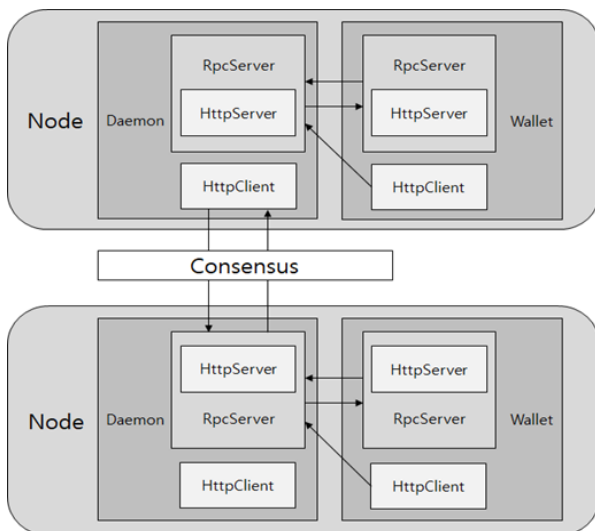 RpcServer
RpcServer
Node
Daemon
HttpServer
HttpServer
Wallet
HttpClient
HttpClient
Consensus
HttpServer
HttpServer
Node
Daemon
RpcServer
RpcServer
Wallet
HttpClient
HttpClient